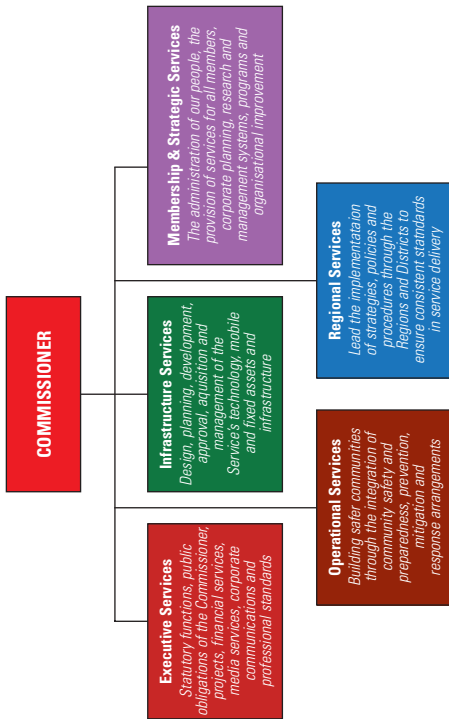 COMMISSIONER
Executive Services
Statutory functions, public
obligations of the Commissioner,
projects, financial services,
media services, corporate
communications and
professional standards
Infrastructure Services
Design, planning, development,
approval, aquisition and
management of the
Service's technology, mobile
and fixed assets and
infrastructure
Membership & Strategic Services
The administration of our people, the
provision of services for all members,
corporate planning, research and
management systems, programs and
organisational improvement
Operational Services
Building safer communities
through the integration of
community safety and
preparedness, prevention,
mitigation and
response arrangements
Regional Services
Lead the implementataion
of strategies, policies and
procedures through the
Regions and Districts to
ensure consistent standards
in service delivery